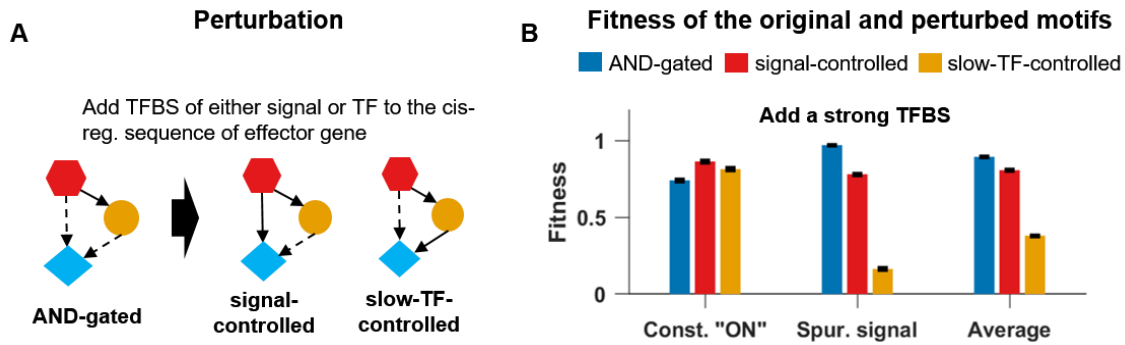 A
Perturbation
Add TFBS of either signal or TF to the cis-
reg. sequence of effector gene
AND-gated
signal-
controlled
slow-TF-
controlled
B
Fitness of the original and perturbed motifs
AND-gated
signal-controlled
slow-TF-controlled
Add a strong TFBS
Fitness
1
0.5
0
Const. "ON"
Spur. signal
Average